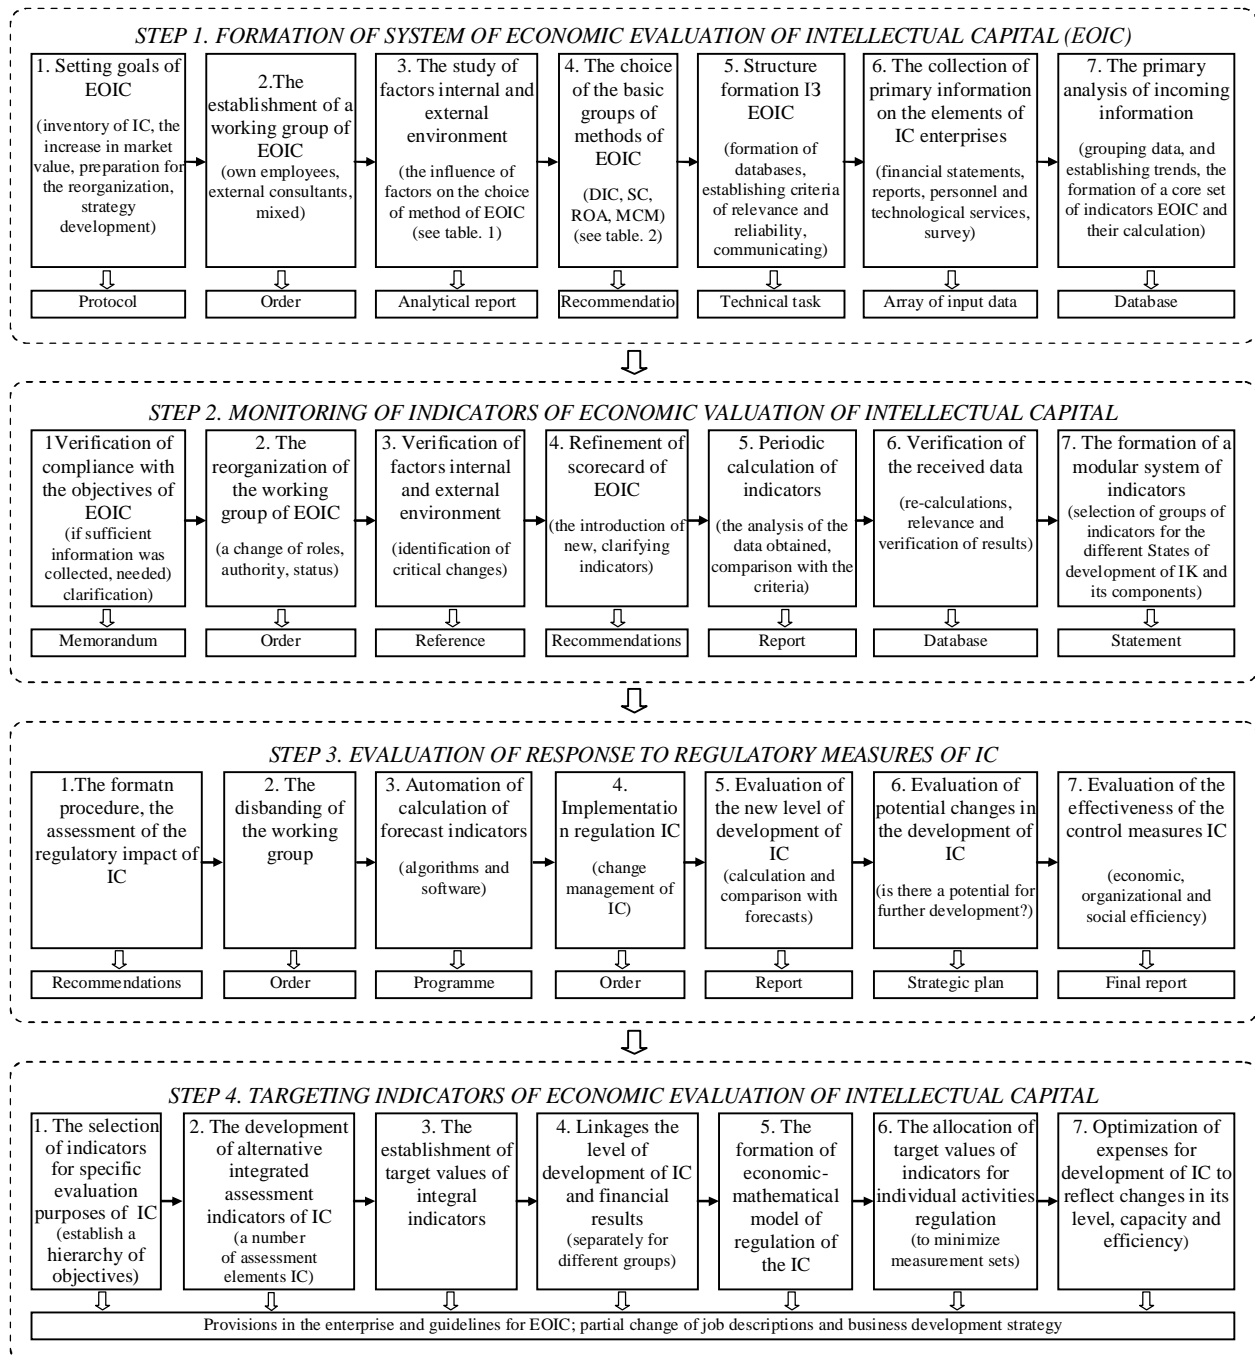 STEP 1. FORMATION OF SYSTEM OF ECONOMIC EVALUATION OF INTELLECTUAL CAPITAL (EOIC)
1. Setting goals of
EOIC
(inventory of IC, the
increase in market
value, preparation for
the reorganization,
strategy
development)
2.The
establishment of a
working group of
EOIC
(own employees,
external consultants,
mixed)
3. The study of
factors internal and
external
environment
(the influence of
factors on the choice
of method of EOIC
(see table. 1)
4. The choice
of the basic
groups of
methods of
EOIC
(DIC, SC,
ROA, MCM)
(see table. 2)
5. Structure
formation ІЗ
EOIC
(formation of
databases,
establishing criteria
of relevance and
reliability,
communicating)
6. The collection of
primary information
on the elements of
IC enterprises
(financial statements,
reports, personnel and
technological services,
survey)
7. The primary
analysis of incoming
information
(grouping data, and
establishing trends, the
formation of a core set
of indicators EOIC and
their calculation)
Protocol
Order
Analytical report
Recommendatio
Technical task
Array of input data
Database
STEP 2. MONITORING OF INDICATORS OF ECONOMIC VALUATION OF INTELLECTUAL CAPITAL
1Verification of
compliance with
the objectives of
EOIC
(if sufficient
information was
collected, needed)
clarification)
2. The
reorganization of
the working
group of EOIC
(a change of roles,
authority, status)
3. Verification of
factors internal
and external
environment
(identification of
critical changes)
4. Refinement of
scorecard of
EOIC
(the introduction of
new, clarifying
indicators)
5. Periodic
calculation of
indicators
(the analysis of the
data obtained,
comparison with the
criteria)
6. Verification of
the received data
(re-calculations,
relevance and
verification of results)
7. The formation of a
modular system of
indicators
(selection of groups of
indicators for the
different States of
development of IK and
its components)
Memorandum
Order
Reference
Recommendations
Report
Database
Statement
STEP 3. EVALUATION OF RESPONSE TO REGULATORY MEASURES OF IC
1.The formatn
procedure, the
assessment of the
regulatory impact of
IC
2. The
disbanding of
the working
group
3. Automation of
calculation of
forecast indicators
(algorithms and
software)
4.
Implementatio
n regulation IC
(change
management of
IC)
5. Evaluation of
the new level of
development of
IC
(calculation and
comparison with
forecasts)
6. Evaluation of
potential changes in
the development of
IC
(is there a potential for
further development?)
7. Evaluation of the
effectiveness of the
control measures IC
(economic,
organizational and
social efficiency)
Recommendations
Order
Programme
Order
Report
Strategic plan
Final report
STEP 4. TARGETING INDICATORS OF ECONOMIC EVALUATION OF INTELLECTUAL CAPITAL
1. The selection
of indicators
for specific
evaluation
purposes of IC
(establish a
hierarchy of
objectives)
2. The development
of alternative
integrated
assessment
indicators of IC
(a number
of assessment
elements IC)
3. The
establishment of
target values of
integral
indicators
4. Linkages the
level of
development of IC
and financial
results
(separately for
different groups)
5. The
formation of
economic-
mathematical
model of
regulation of
the IC
6. The allocation of
target values of
indicators for
individual activities
regulation
(to minimize
measurement sets)
7. Optimization of
expenses for
development of IC to
reflect changes in its
level, capacity and
efficiency)
Provisions in the enterprise and guidelines for EOIC; partial change of job descriptions and business development strategy